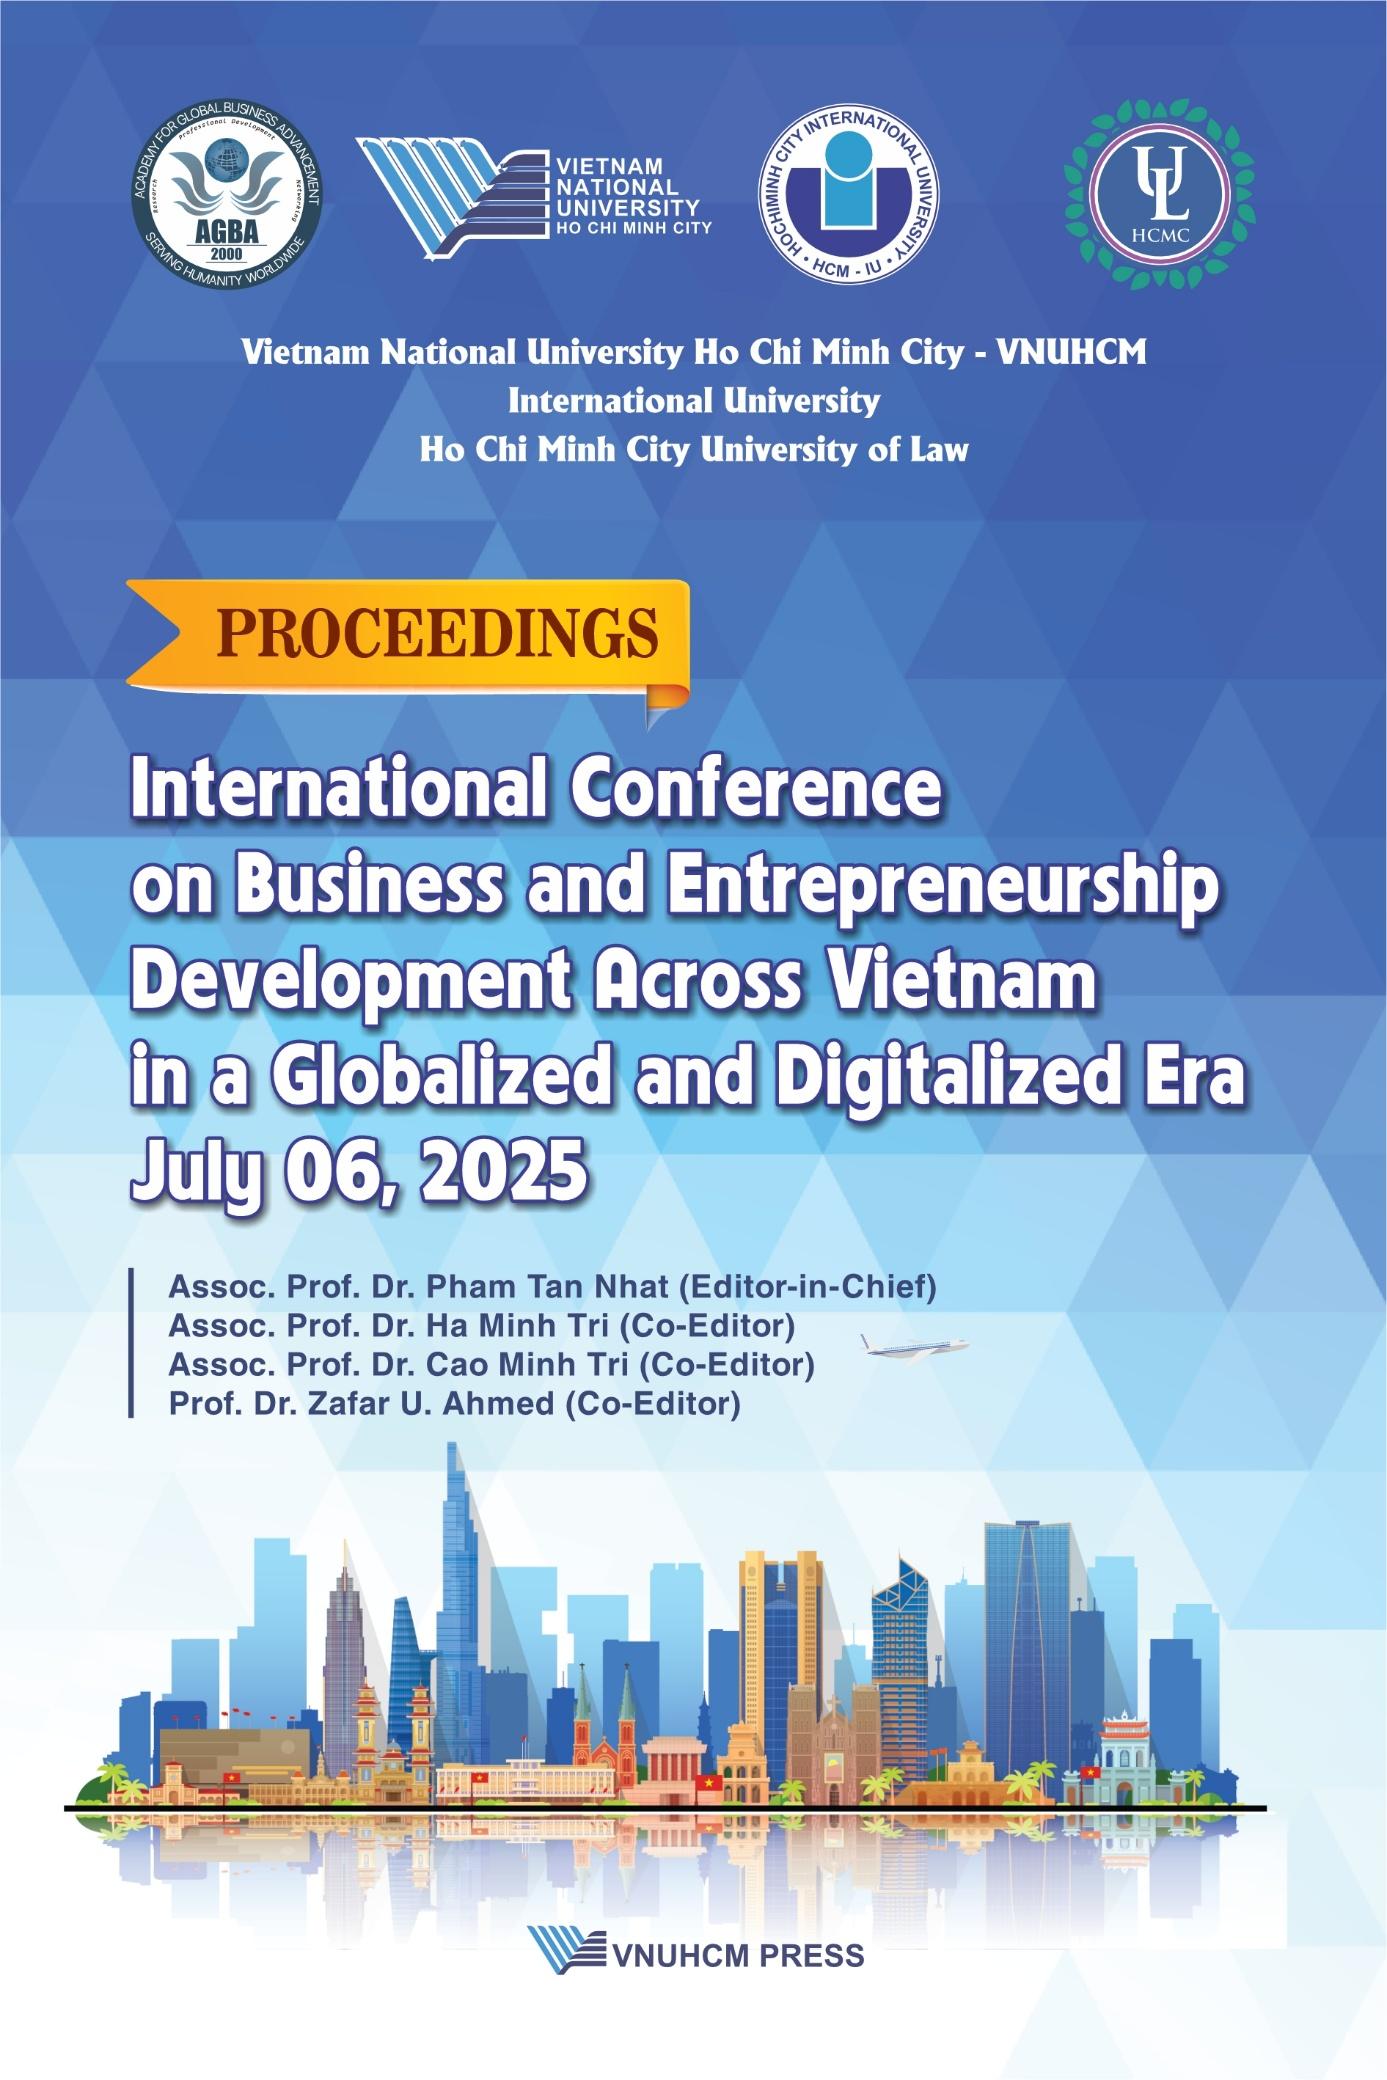 ACADEMY FOR GLOBAL BUSINESS ADVANCEMENT
Professional Development
Research
Networking
AGBA
2000
SERVING HUMANITY WORLDWIDE
VIETNAM
NATIONAL
UNIVERSITY
HO CHI MINH CITY
HOCHIMINH CITY INTERNATIONAL UNIVERSITY
• HCM - IU •
UL
HCMC
Vietnam National University Ho Chi Minh City - VNUHCM
International University
Ho Chi Minh City University of Law
PROCEEDINGS
International Conference
on Business and Entrepreneurship
Development Across Vietnam
in a Globalized and Digitalized Era
July 06, 2025
Assoc. Prof. Dr. Pham Tan Nhat (Editor-in-Chief)
Assoc. Prof. Dr. Ha Minh Tri (Co-Editor)
Assoc. Prof. Dr. Cao Minh Tri (Co-Editor)
Prof. Dr. Zafar U. Ahmed (Co-Editor)
VNUHCM PRESS